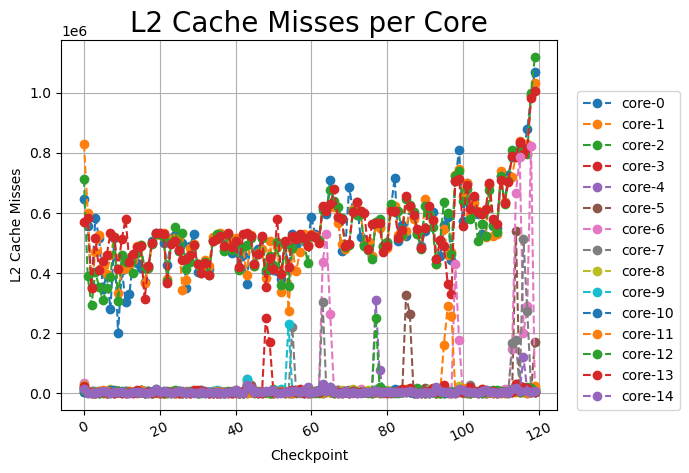 L2 Cache Misses per Core
1e6
1.0
0.8
0.6
0.4
0.2
0.0
L2 Cache Misses
0
20
40
60
80
100
120
Checkpoint
core-0
core-1
core-2
core-3
core-4
core-5
core-6
core-7
core-8
core-9
core-10
core-11
core-12
core-13
core-14